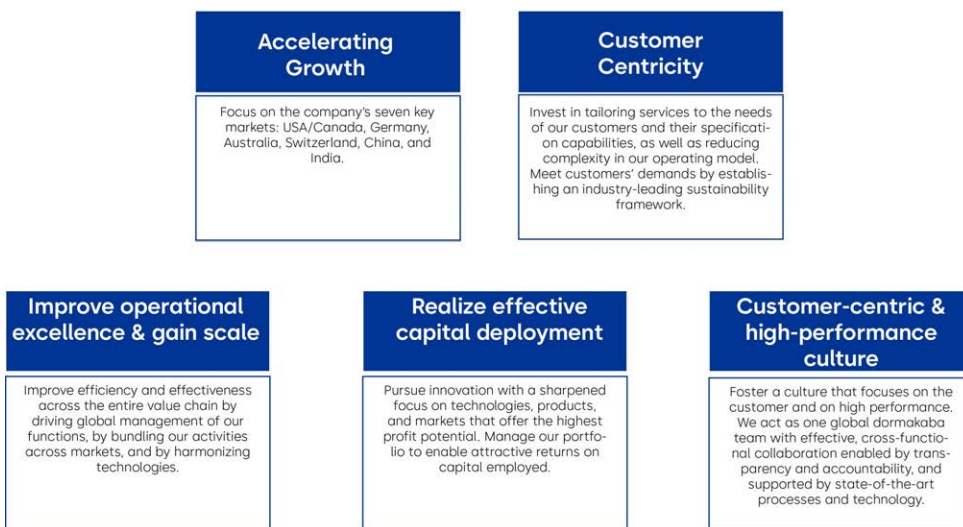 Accelerating
Growth
Focus on the company's seven key
markets: USA/Canada, Germany,
Australia, Switzerland, China, and
India.
Customer
Centricity
Invest in tailoring services to the needs
of our customers and their specificati-
on capabilities, as well as reducing
complexity in our operating model.
Meet customers' demands by establis-
hing an industry-leading sustainability
framework.
Improve operational
excellence & gain scale
Improve efficiency and effectiveness
across the entire value chain by
driving global management of our
functions, by bundling our activities
across markets, and by harmonizing
technologies.
Realize effective
capital deployment
Pursue innovation with a sharpened
focus on technologies, products,
and markets that offer the highest
profit potential. Manage our portfo-
lio to enable attractive returns on
capital employed.
Customer-centric &
high-performance
culture
Foster a culture that focuses on the
customer and on high performance.
We act as one global dormakaba
team with effective, cross-functio-
nal collaboration enabled by trans-
parency and accountability, and
supported by state-of-the-art
processes and technology.